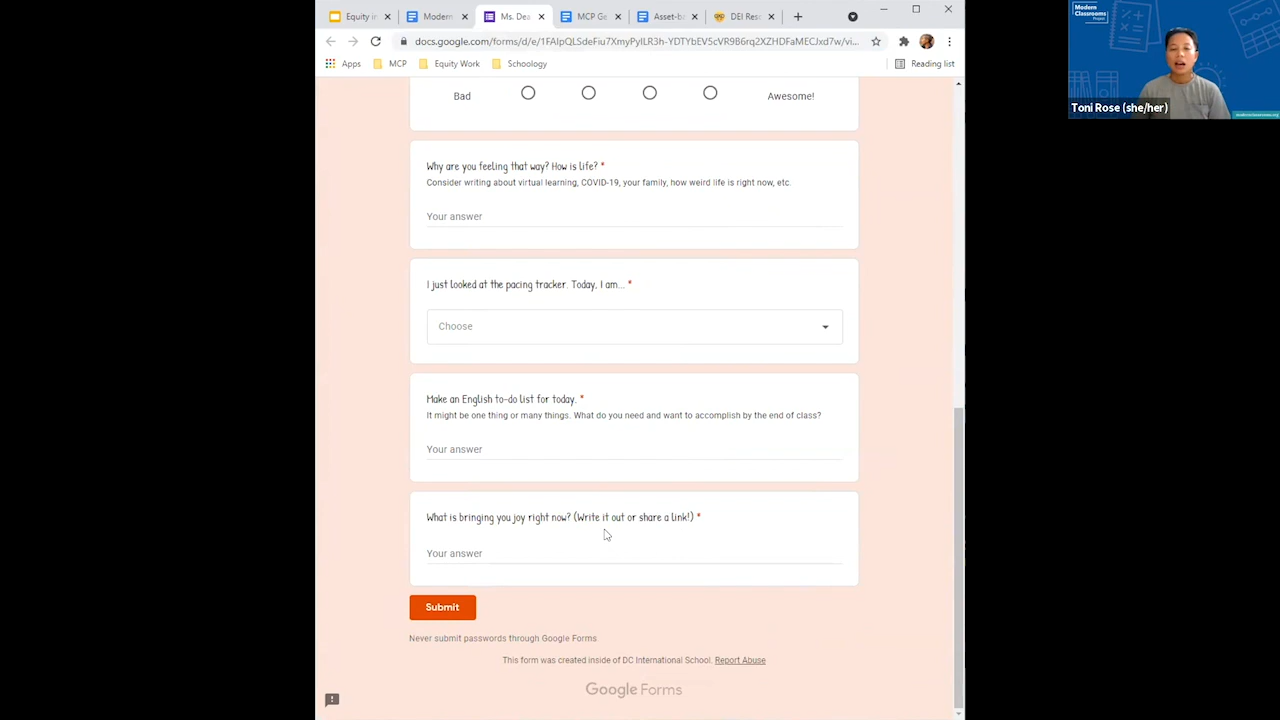 Equity in
Modern
Ms. Dea
MCP Ge
Asset-b
DEI Res
docs.google.com/forms/d/e/1FAIpQLSdeFiu7XmyPylLR3h-YDTYbEV5cVR9B6rq2XZHDFaMECJxd7w/vi...
Apps
MCP
Equity Work
Schoology
Reading list
Bad
Awesome!
Why are you feeling that way? How is life? *
Consider writing about virtual learning, COVID-19, your family, how weird life is right now, etc.
Your answer
I just looked at the pacing tracker. Today, I am... *
Choose
Make an English to-do list for today. *
It might be one thing or many things. What do you need and want to accomplish by the end of class?
Your answer
What is bringing you joy right now? (Write it out or share a link!) *
Your answer
Submit
Never submit passwords through Google Forms
This form was created inside of DC International School. Report Abuse
Google Forms
Modern
Classrooms
Project
Toni Rose (she/her)